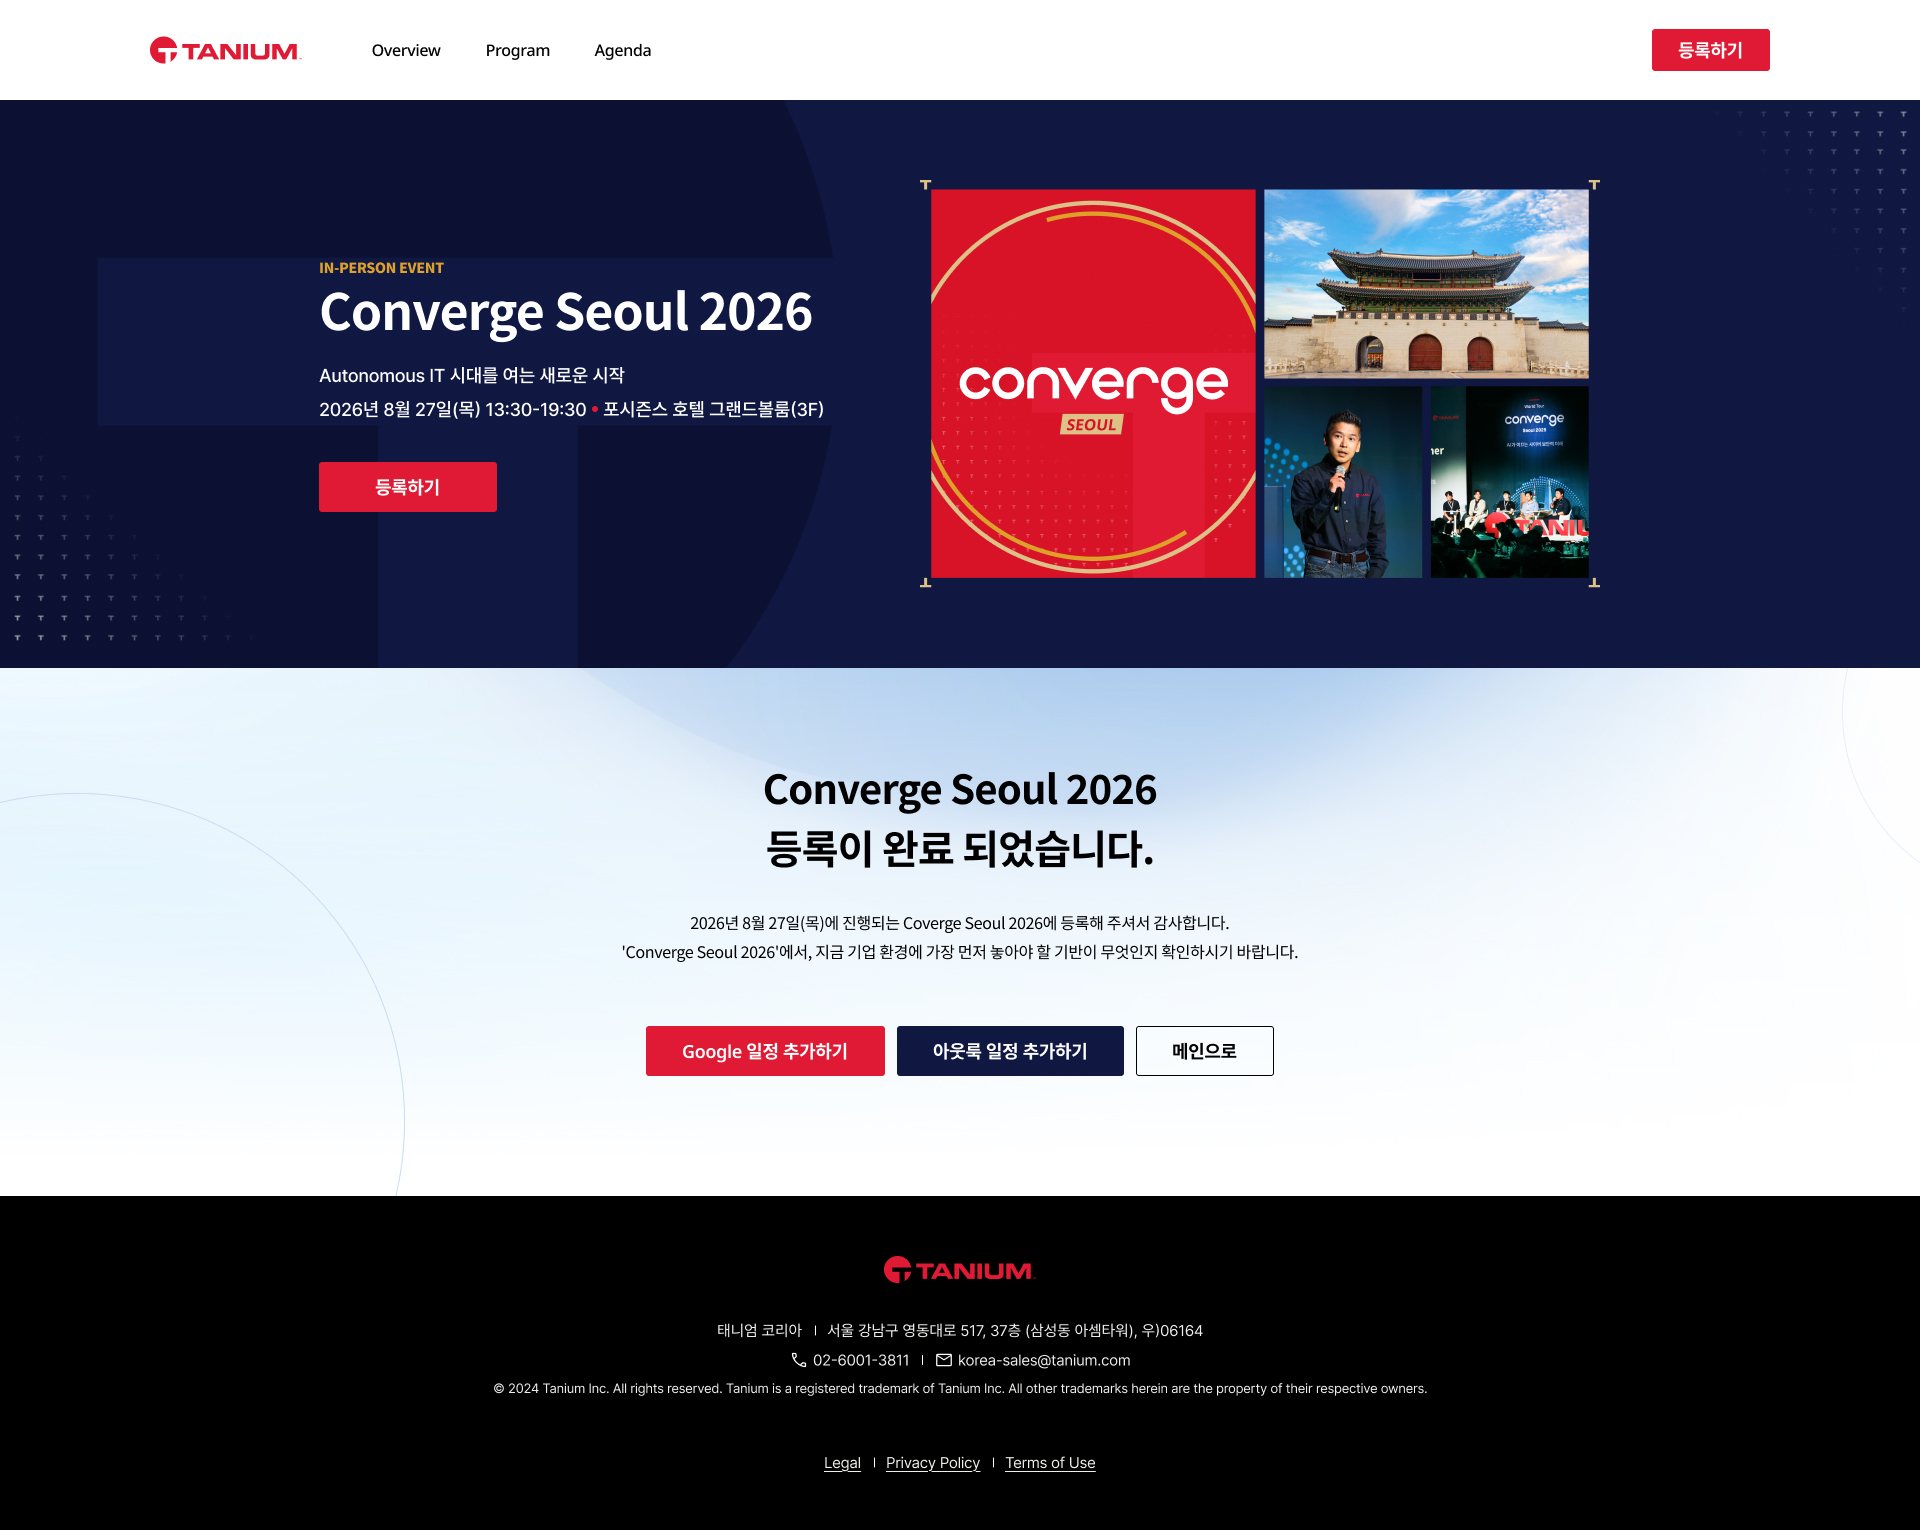 TANIUM
Overview
Program
Agenda
등록하기
IN-PERSON EVENT
Converge Seoul 2026
Autonomous IT 시대를 여는 새로운 시작
2026년 8월 27일(목) 13:30-19:30 • 포시즌스 호텔 그랜드볼룸(3F)
등록하기
converge
SEOUL
World Tour
converge
Seoul 2025
ner
TANIU
Converge Seoul 2026
등록이 완료 되었습니다.
2026년 8월 27일(목)에 진행되는 Coverge Seoul 2026에 등록해 주셔서 감사합니다.
'Converge Seoul 2026'에서, 지금 기업 환경에 가장 먼저 놓아야 할 기반이 무엇인지 확인하시기 바랍니다.
Google 일정 추가하기
아웃룩 일정 추가하기
메인으로
TANIUM
태니엄 코리아 | 서울 강남구 영동대로 517, 37층 (삼성동 아셈타워), 우)06164
02-6001-3811 | korea-sales@tanium.com
© 2024 Tanium Inc. All rights reserved. Tanium is a registered trademark of Tanium Inc. All other trademarks herein are the property of their respective owners.
Legal | Privacy Policy | Terms of Use